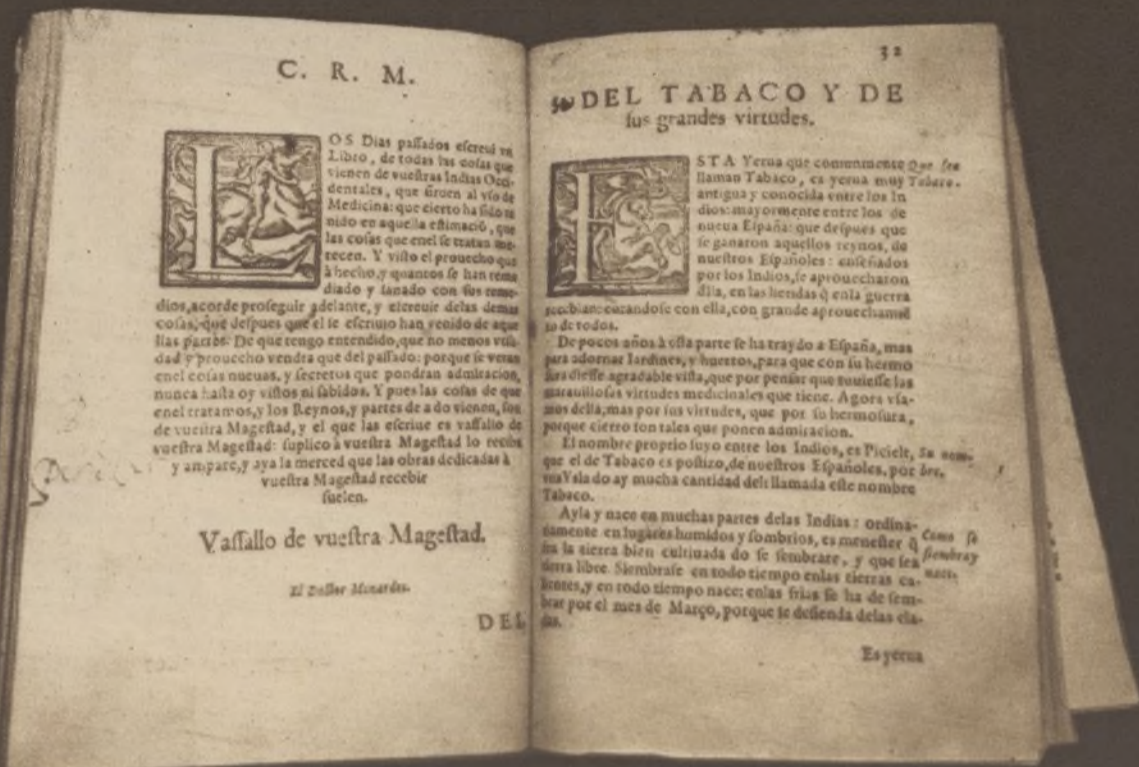 C. R. M.
LOS Dias passados escreui vn
Libro, de todas las cosas que
vienen de vuestras Indias Occi-
dentales, que siruen al vso de
Medicina: que cierto ha sido te
nido en aquella estimaciõ, que
las cosas que enel se tratan me-
recen. Y visto el prouecho que
à hecho, y quantos se han reme
diado y sanado con sus reme-
dios, acorde proseguir adelante, y escreuir delas demas
cosas, que despues que el se escriuio han venido de aque
llas partes. De que tengo entendido, que no menos vtili-
dad y prouecho vendra que del passado: porque se veran
enel cosas nueuas, y secretos que pondran admiracion,
nunca hasta oy vistos ni sabidos. Y pues las cosas de que
enel tratamos, y los Reynos, y partes de a do vienen, son
de vuestra Magestad, y el que las escriue es vassallo de
vuestra Magestad: suplico à vuestra Magestad lo reciba
y ampare, y aya la merced que las obras dedicadas à
vuestra Magestad recebir
suelen.
Vassallo de vuestra Magestad.
El Doctor Monardes.
DEL
32
DEL TABACO Y DE
sus grandes virtudes.
ESTA Yerua que comunmente
llaman Tabaco, es yerua muy
antigua y conocida entre los In
dios: mayormente entre los de
nueua España: que despues que
se ganaron aquellos reynos, de
nuestros Españoles: enseñados
por los Indios, se aprouecharon
della, en las heridas q̃ enla guerra
recebian: curandose con ella, con grande aprouechamiẽ
to de todos.
De pocos años à esta parte se ha traydo a España, mas
para adornar Iardines, y huertos, para que con su hermo
sura diesse agradable vista, que por pensar que tuuiesse las
marauillosas virtudes medicinales que tiene. Agora vsa-
mos della, mas por sus virtudes, que por su hermosura,
porque cierto son tales que ponen admiracion.
El nombre proprio suyo entre los Indios, es Picielt,
que el de Tabaco es postizo, de nuestros Españoles, por
vna Ysla do ay mucha cantidad del: llamada este nombre
Tabaco.
Ayla y nace en muchas partes delas Indias: ordina-
riamente en lugares humidos y sombrios, es menester q̃
sea la tierra bien cultiuada do se sembrare, y que sea
tierra libre. Siembrase en todo tiempo enlas tierras ca-
lientes, y en todo tiempo nace: enlas frias se ha de sem-
brar por el mes de Março, porque se defienda delas ela-
das.
Es yerua
Que sea
Tabaco.
Su nom-
bre.
Como se
siembra y
nace.